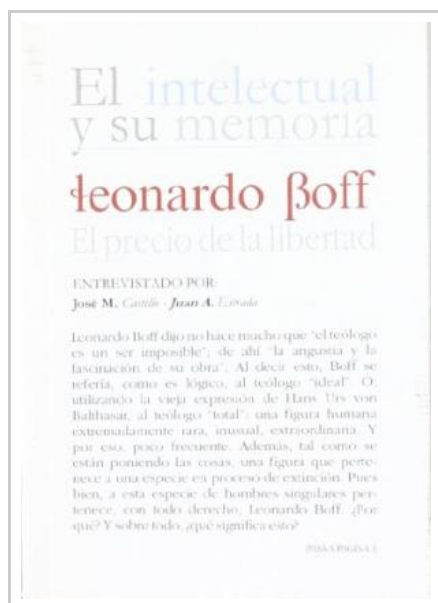 El intelectual
y su memoria
Leonardo Boff
El precio de la libertad
ENTREVISTADO POR:
José M. Castillo - Juan A. Estrada
Leonardo Boff dijo no hace mucho que "el teólogo
es un ser imposible"; de ahí "la angustia y la
fascinación de su obra". Al decir esto, Boff se
refería, como es lógico, al teólogo "ideal". O,
utilizando la vieja expresión de Hans Urs von
Balthasar, al teólogo "total": una figura humana
extremadamente rara, inusual, extraordinaria. Y
por eso, poco frecuente. Además, tal como se
están poniendo las cosas, una figura que perte-
nece a una especie en proceso de extinción. Pues
bien, a esta especie de hombres singulares per-
tenece, con todo derecho, Leonardo Boff. ¿Por
qué? Y sobre todo, ¿qué significa esto?
PASA A PAGINA